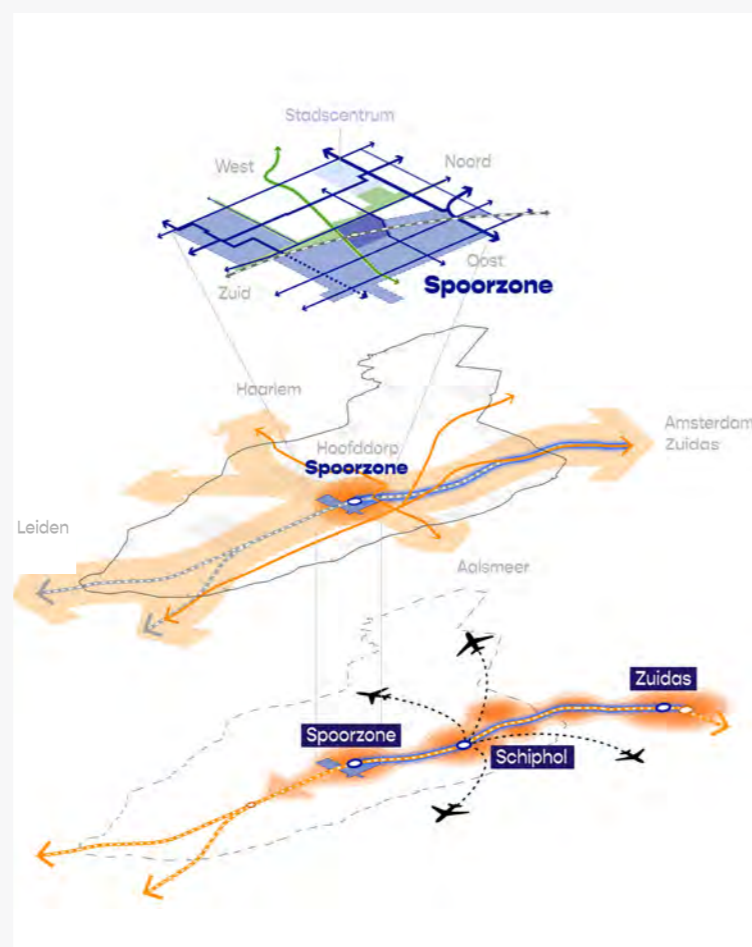 Stadscentrum
West
Noord
Oost
Zuid
Spoorzone
Haarlem
Amsterdam
Zuidas
Hoofddorp
Spoorzone
Leiden
Aalsmeer
Zuidas
Spoorzone
Schiphol